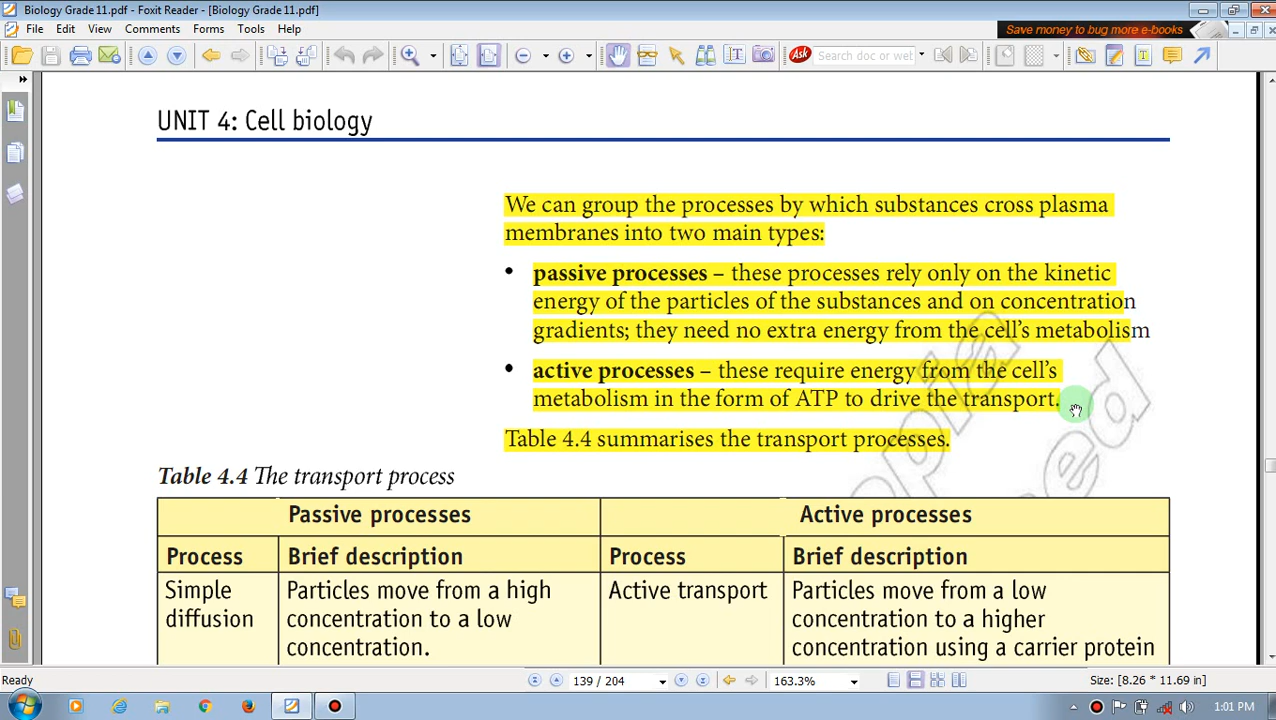 Biology Grade 11.pdf - Foxit Reader - [Biology Grade 11.pdf]
File Edit View Comments Forms Tools Help
Save money to bug more e-books
Ask Search doc or wet
UNIT 4: Cell biology
We can group the processes by which substances cross plasma
membranes into two main types:
• passive processes – these processes rely only on the kinetic
energy of the particles of the substances and on concentration
gradients; they need no extra energy from the cell's metabolism
• active processes – these require energy from the cell's
metabolism in the form of ATP to drive the transport.
Table 4.4 summarises the transport processes.
Table 4.4 The transport process
Passive processes Active processes
Process Brief description Process Brief description
Simple Particles move from a high Active transport Particles move from a low
diffusion concentration to a low concentration to a higher
concentration. concentration using a carrier protein
Ready 139 / 204 163.3% Size: [8.26 * 11.69 in]
1:01 PM